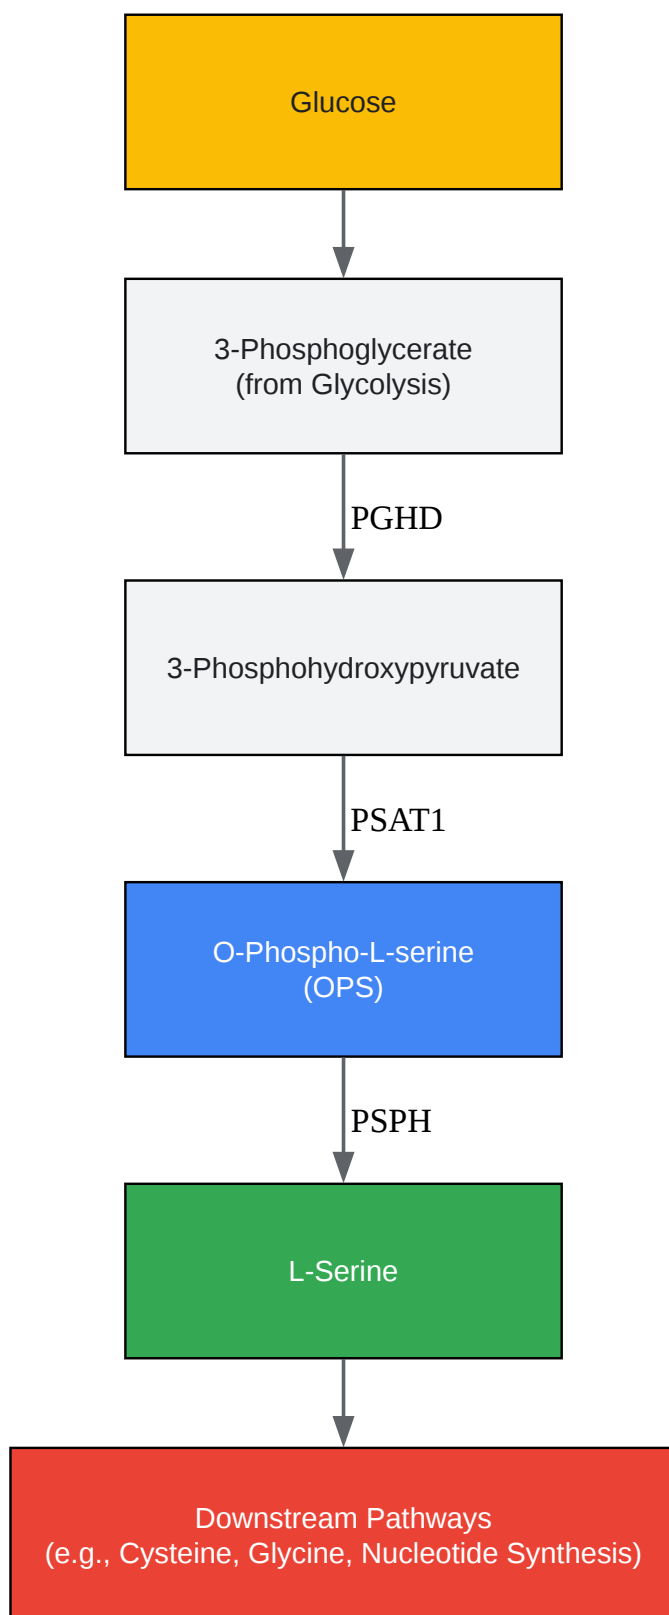 Glucose
3-Phosphoglycerate
(from Glycolysis)
PGHD
3-Phosphohydroxypyruvate
PSAT1
O-Phospho-L-serine
(OPS)
PSPH
L-Serine
Downstream Pathways
(e.g., Cysteine, Glycine, Nucleotide Synthesis)